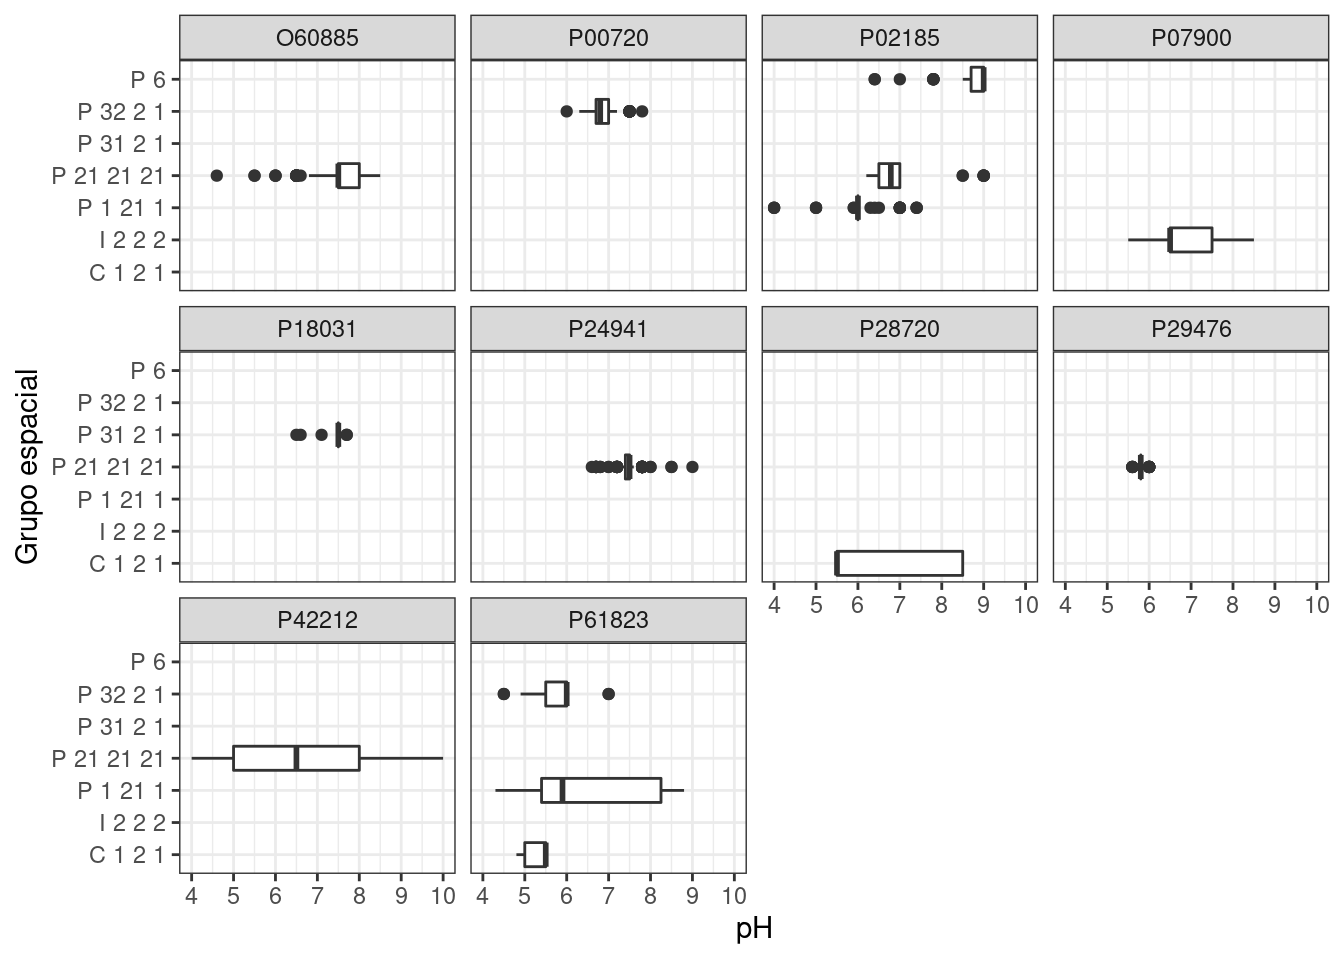 O60885 P00720 P02185 P07900
P 6
P 32 2 1
P 31 2 1
P 21 21 21
P 1 21 1
I 2 2 2
C 1 2 1
P18031 P24941 P28720 P29476
P 6
P 32 2 1
P 31 2 1
P 21 21 21
P 1 21 1
I 2 2 2
C 1 2 1
4 5 6 7 8 9 10 4 5 6 7 8 9 10
P42212 P61823
P 6
P 32 2 1
P 31 2 1
P 21 21 21
P 1 21 1
I 2 2 2
C 1 2 1
4 5 6 7 8 9 10 4 5 6 7 8 9 10
pH
Grupo espacial